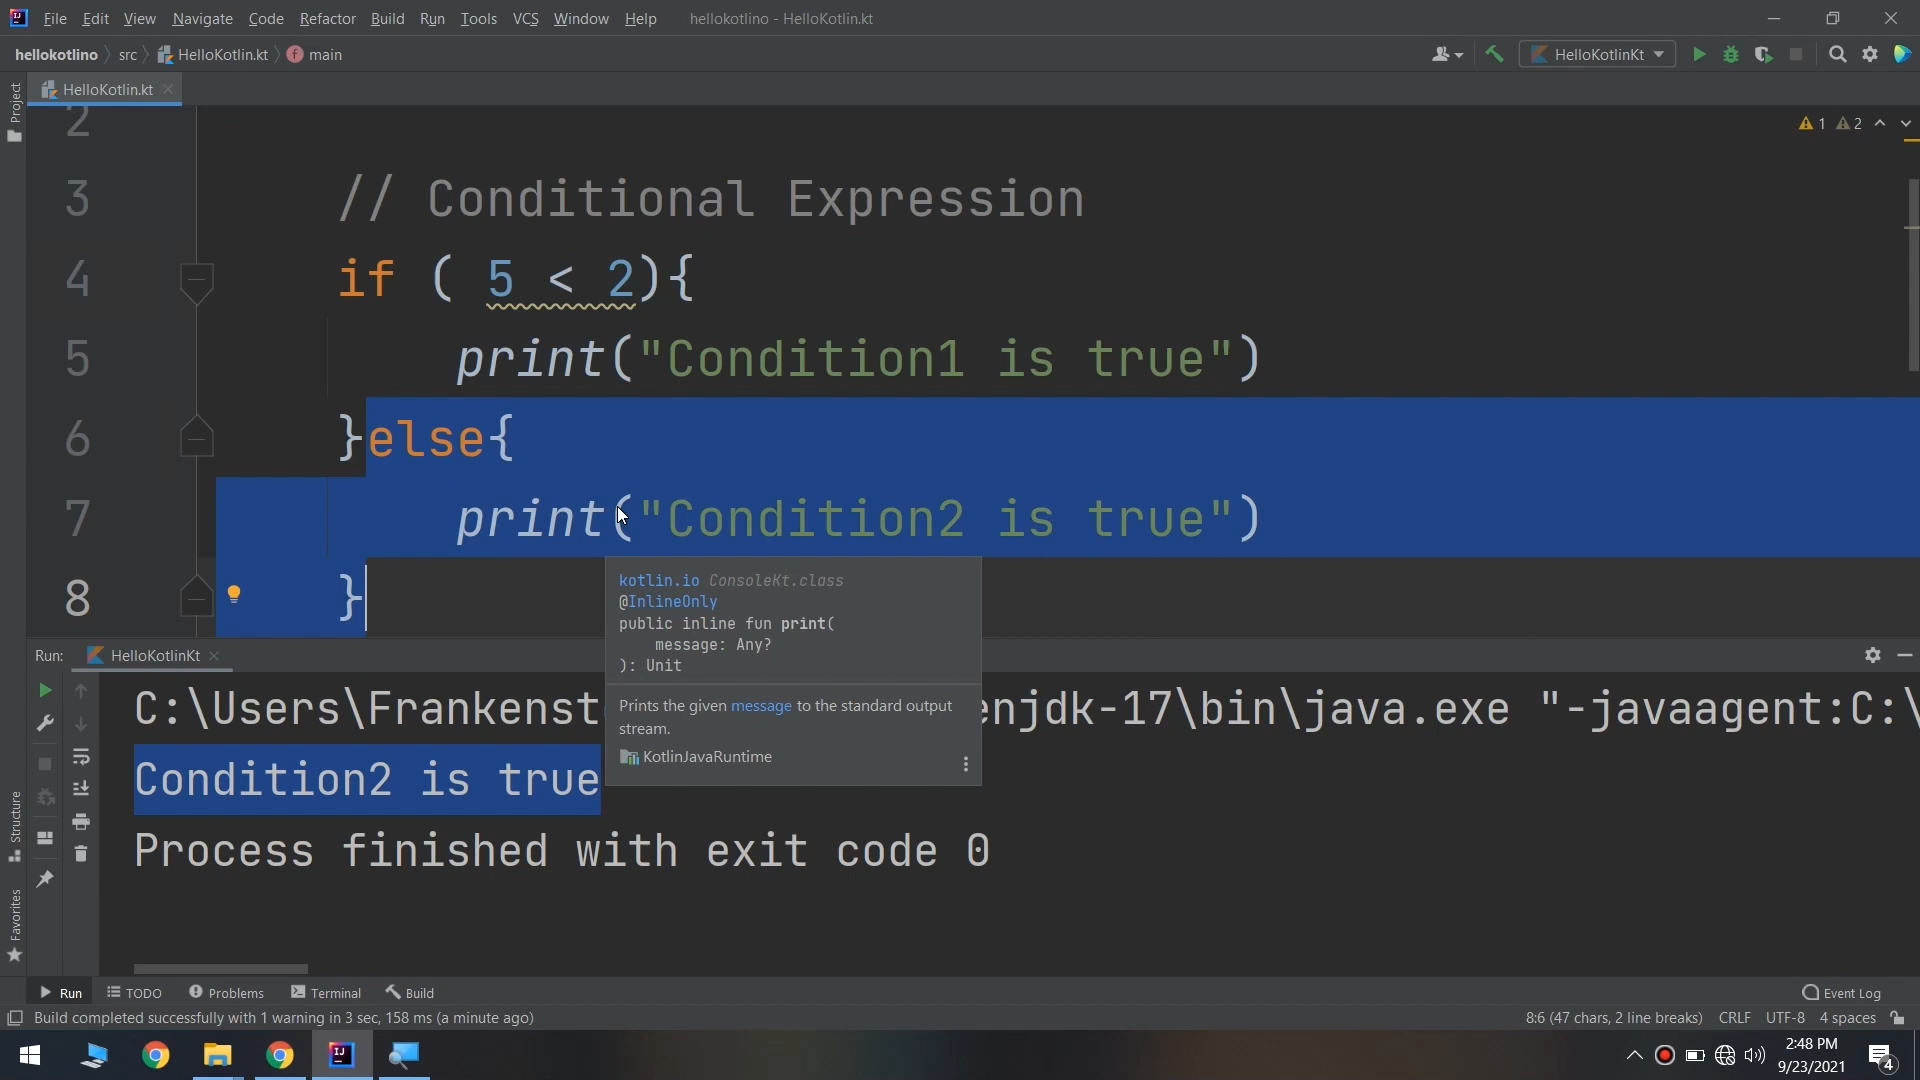 File Edit View Navigate Code Refactor Build Run Tools VCS Window Help hellokotlino - HelloKotlin.kt
hellokotlino src HelloKotlin.kt main HelloKotlinKt
HelloKotlin.kt
Project
1 2
2
3 // Conditional Expression
4 if ( 5 < 2){
5 print("Condition1 is true")
6 }else{
7 print("Condition2 is true")
8 }
kotlin.io ConsoleKt.class
@InlineOnly
public inline fun print(
message: Any?
): Unit
Prints the given message to the standard output
stream.
KotlinJavaRuntime
Run: HelloKotlinKt
C:\Users\Frankenst enjdk-17\bin\java.exe "-javaagent:C:\
Condition2 is true
Process finished with exit code 0
Structure
Favorites
Run TODO Problems Terminal Build Event Log
Build completed successfully with 1 warning in 3 sec, 158 ms (a minute ago) 8:6 (47 chars, 2 line breaks) CRLF UTF-8 4 spaces
2:48 PM
9/23/2021
4